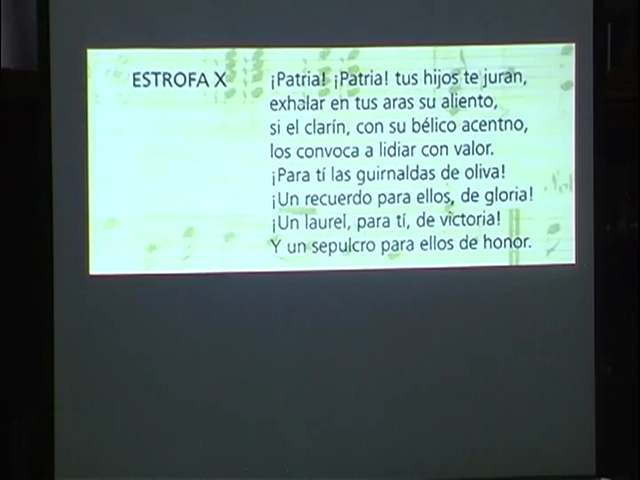 ESTROFA X ¡Patria! ¡Patria! tus hijos te juran,
exhalar en tus aras su aliento,
si el clarín, con su bélico acentno,
los convoca a lidiar con valor.
¡Para tí las guirnaldas de oliva!
¡Un recuerdo para ellos, de gloria!
¡Un laurel, para tí, de victoria!
Y un sepulcro para ellos de honor.